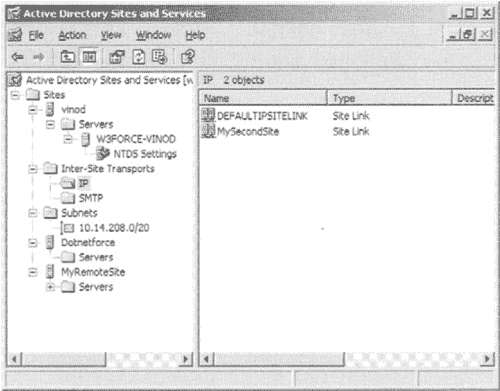 Active Directory Sites and Services
File Action View Window Help
Active Directory Sites and Services [w
Sites
vinod
Servers
W3FORCE-VINOD
NTDS Settings
Inter-Site Transports
IP
SMTP
Subnets
10.14.208.0/20
Dotnetforce
Servers
MyRemoteSite
Servers
IP 2 objects
Name Type Descript
DEFAULTIPSITELINK Site Link
MySecondSite Site Link